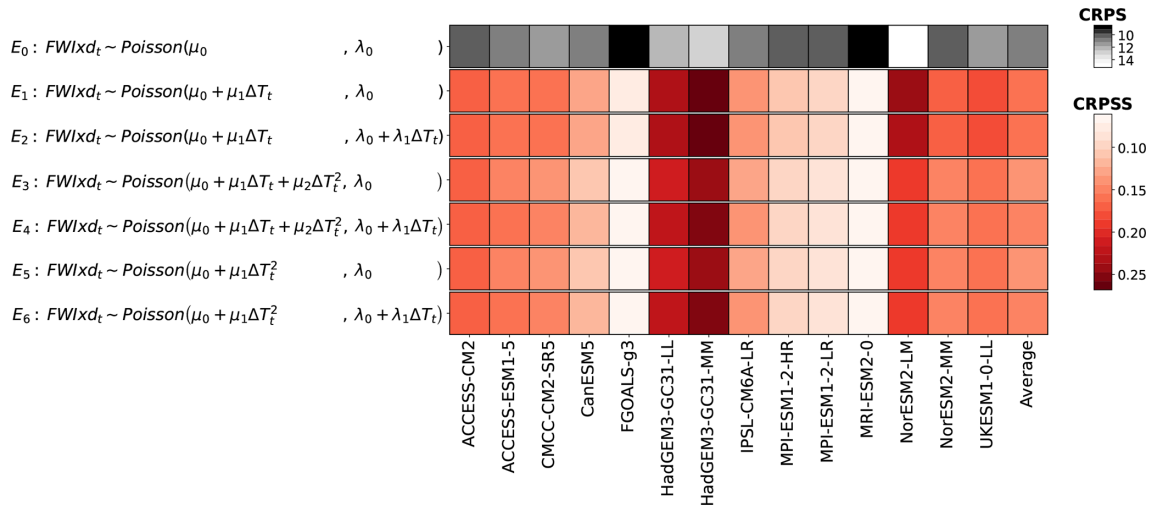 E₀ : FWIxd_t ~ Poisson(μ₀ , λ₀ )
E₁ : FWIxd_t ~ Poisson(μ₀ + μ₁ΔT_t , λ₀ )
E₂ : FWIxd_t ~ Poisson(μ₀ + μ₁ΔT_t , λ₀ + λ₁ΔT_t)
E₃ : FWIxd_t ~ Poisson(μ₀ + μ₁ΔT_t + μ₂ΔT_t², λ₀ )
E₄ : FWIxd_t ~ Poisson(μ₀ + μ₁ΔT_t + μ₂ΔT_t², λ₀ + λ₁ΔT_t)
E₅ : FWIxd_t ~ Poisson(μ₀ + μ₁ΔT_t² , λ₀ )
E₆ : FWIxd_t ~ Poisson(μ₀ + μ₁ΔT_t² , λ₀ + λ₁ΔT_t)
ACCESS-CM2
ACCESS-ESM1-5
CMCC-CM2-SR5
CanESM5
FGOALS-g3
HadGEM3-GC31-LL
HadGEM3-GC31-MM
IPSL-CM6A-LR
MPI-ESM1-2-HR
MPI-ESM1-2-LR
MRI-ESM2-0
NorESM2-LM
NorESM2-MM
UKESM1-0-LL
Average
CRPS
10
12
14
CRPSS
0.10
0.15
0.20
0.25